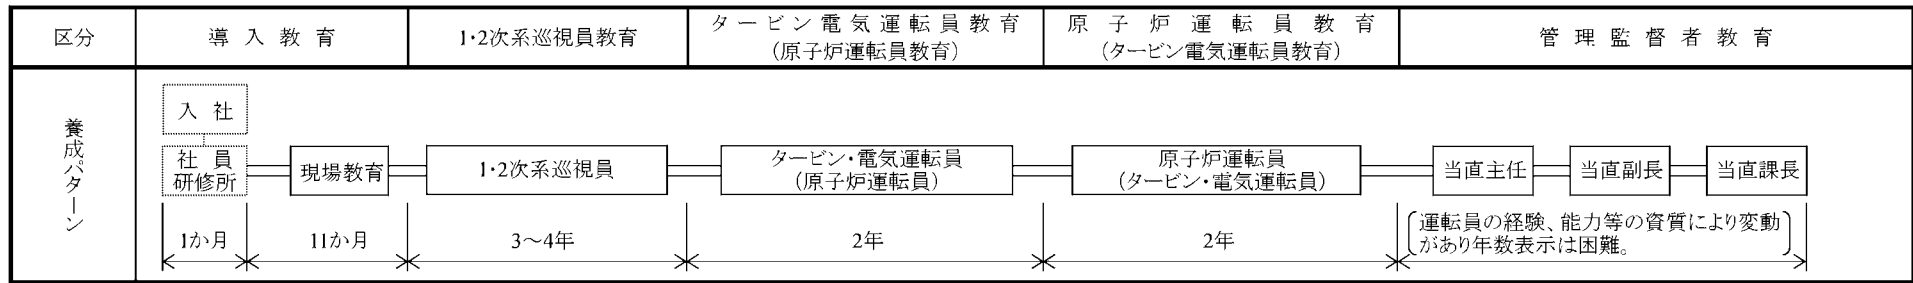 区分
導入教育
1・2次系巡視員教育
タービン電気運転員教育
(原子炉運転員教育)
原子炉運転員教育
(タービン電気運転員教育)
管理監督者教育
養成パターン
入社
社員
研修所
現場教育
1・2次系巡視員
タービン・電気運転員
(原子炉運転員)
原子炉運転員
(タービン・電気運転員)
当直主任
当直副長
当直課長
1か月
11か月
3～4年
2年
2年
運転員の経験、能力等の資質により変動
があり年数表示は困難。